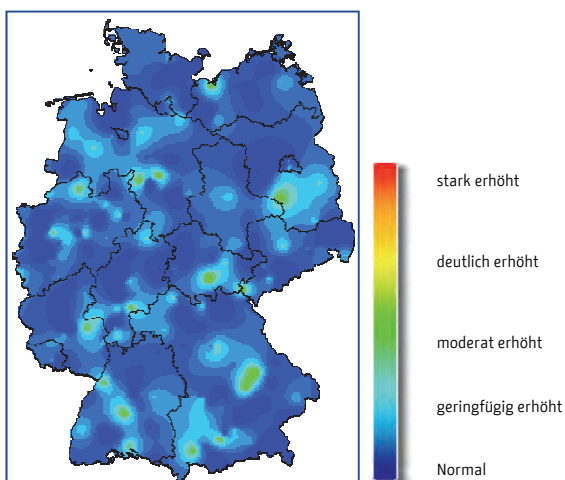 stark erhöht
deutlich erhöht
moderat erhöht
geringfügig erhöht
Normal